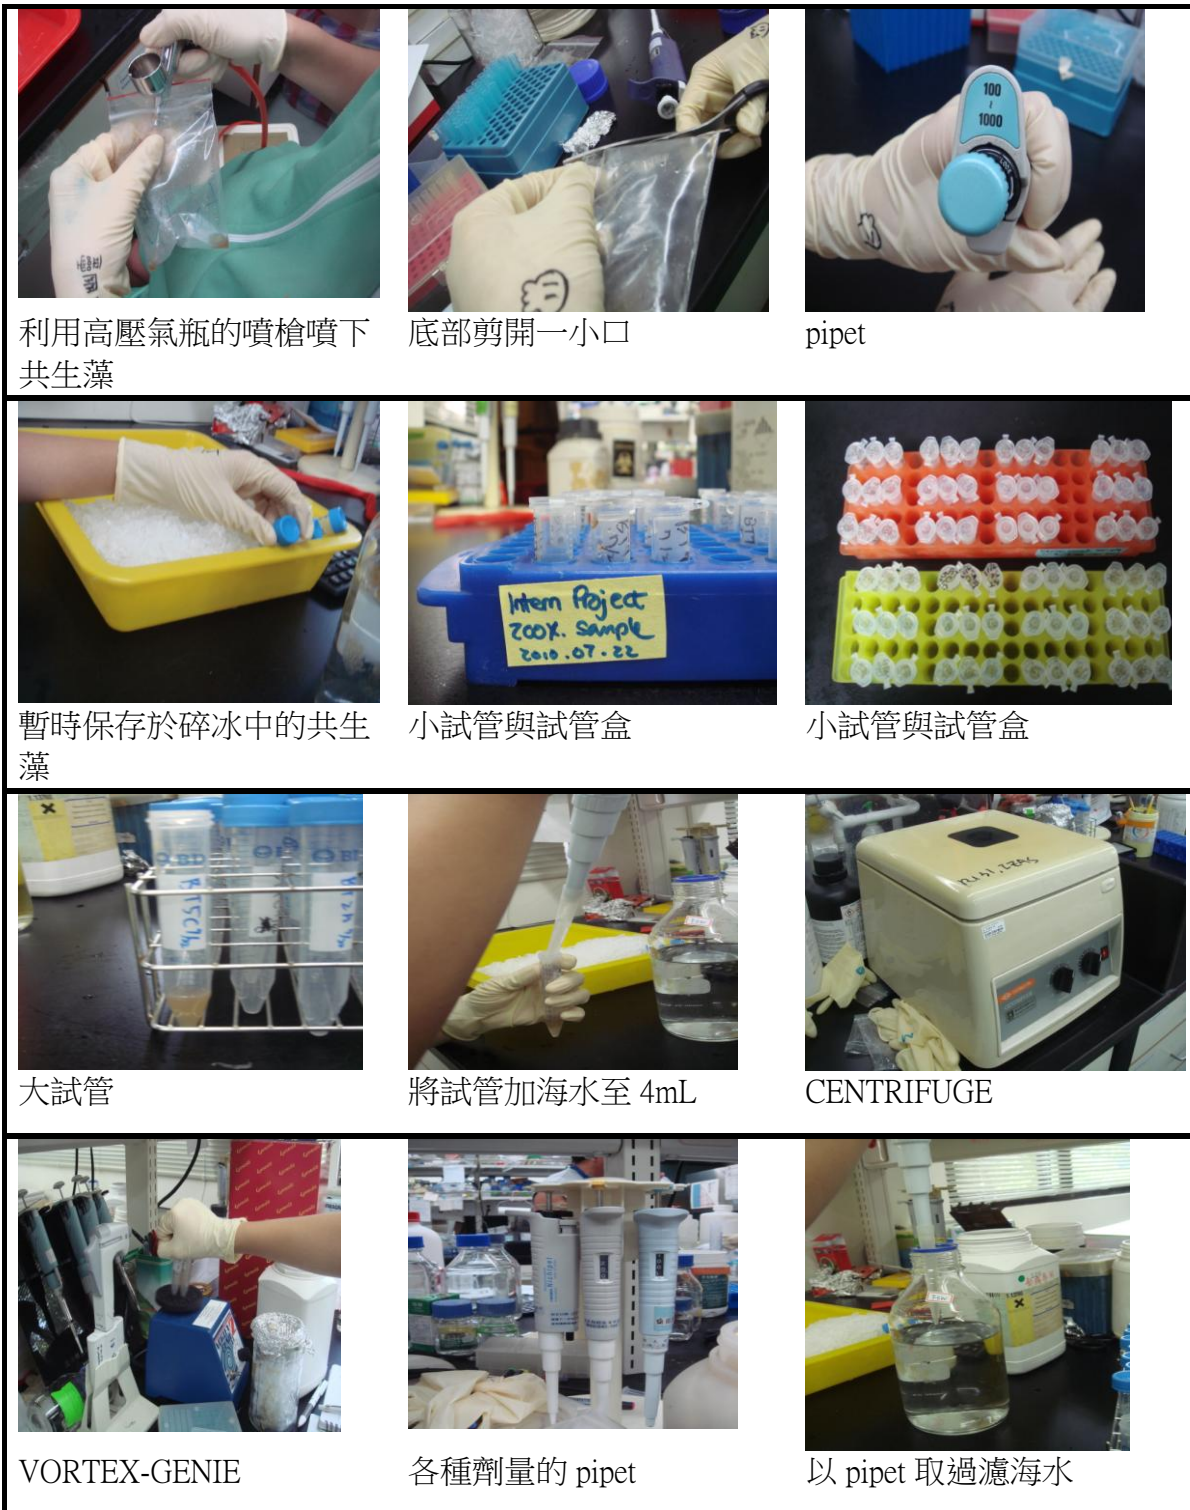 100
1000
利用高壓氣瓶的噴槍噴下
共生藻
底部剪開一小口
pipet
Intern Project
200X. Sample
2010.07.22
暫時保存於碎冰中的共生
藻
小試管與試管盒
小試管與試管盒
大試管
將試管加海水至 4mL
CENTRIFUGE
VORTEX-GENIE
各種劑量的 pipet
以 pipet 取過濾海水